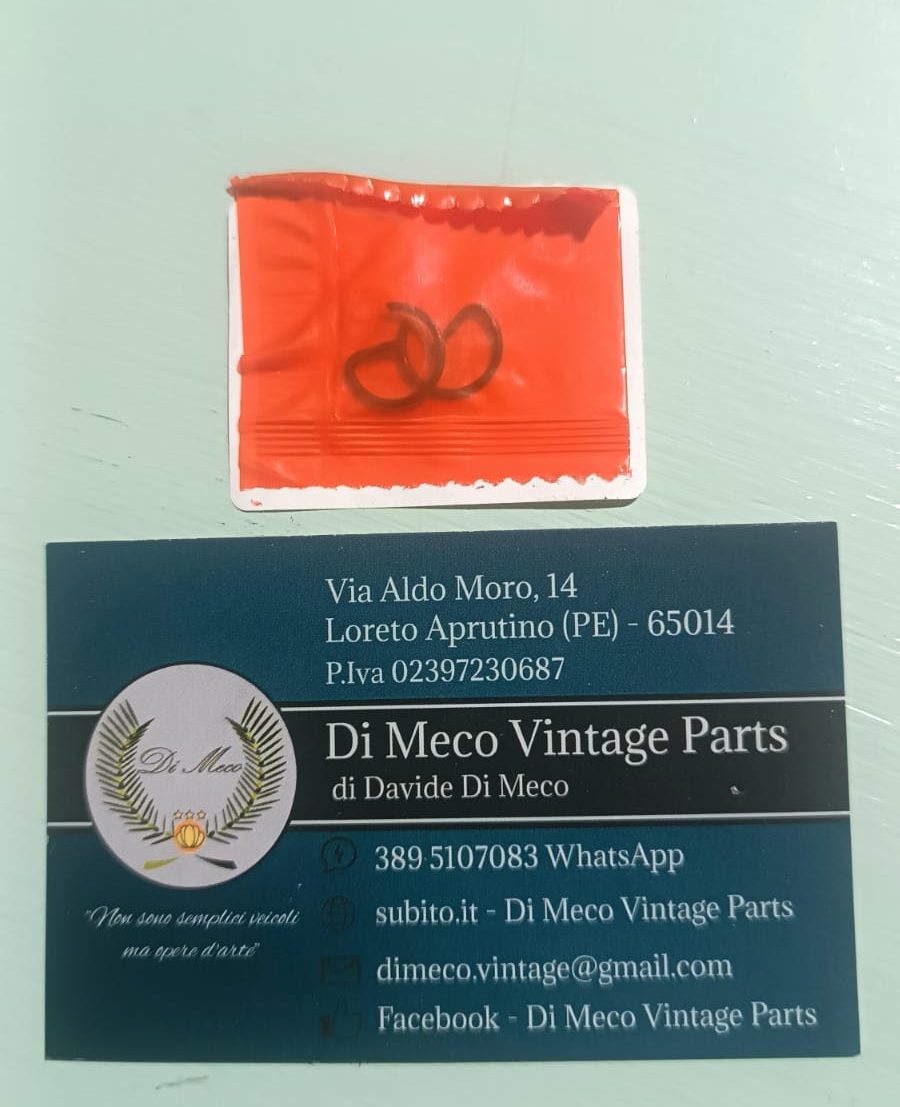 Via Aldo Moro, 14
Loreto Aprutino (PE) - 65014
P.Iva 02397230687
Di Meco Vintage Parts
di Davide Di Meco
Di Meco
389 5107083 WhatsApp
subito.it - Di Meco Vintage Parts
dimeco.vintage@gmail.com
Facebook - Di Meco Vintage Parts
"Non sono semplici veicoli
ma opere d'arte"